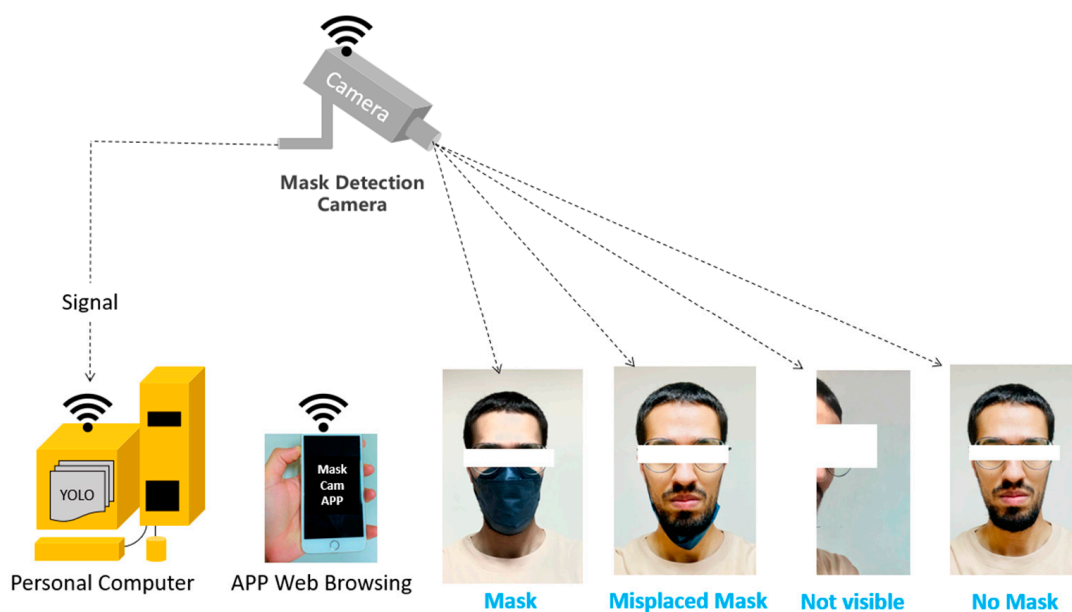 Camera
Mask Detection
Camera
Signal
YOLO
Mask
Cam
APP
Personal Computer
APP Web Browsing
Mask
Misplaced Mask
Not visible
No Mask